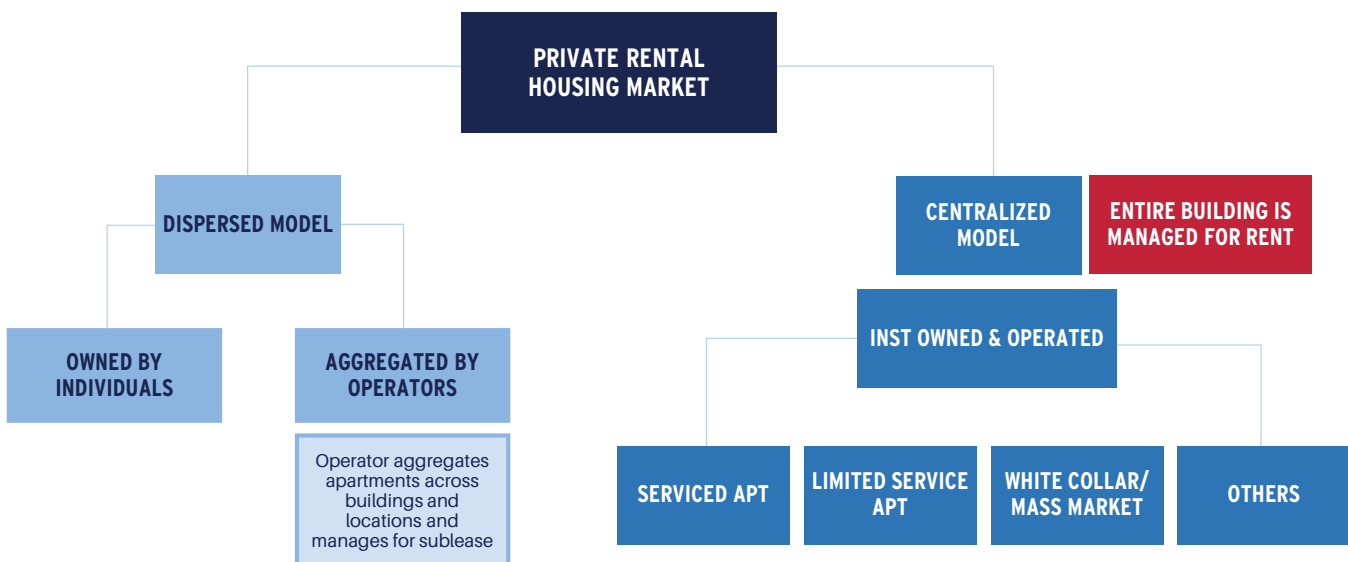 PRIVATE RENTAL
HOUSING MARKET
DISPERSED MODEL
CENTRALIZED
MODEL
ENTIRE BUILDING IS
MANAGED FOR RENT
OWNED BY
INDIVIDUALS
AGGREGATED BY
OPERATORS
Operator aggregates
apartments across
buildings and
locations and
manages for sublease
INST OWNED & OPERATED
SERVICED APT
LIMITED SERVICE
APT
WHITE COLLAR/
MASS MARKET
OTHERS